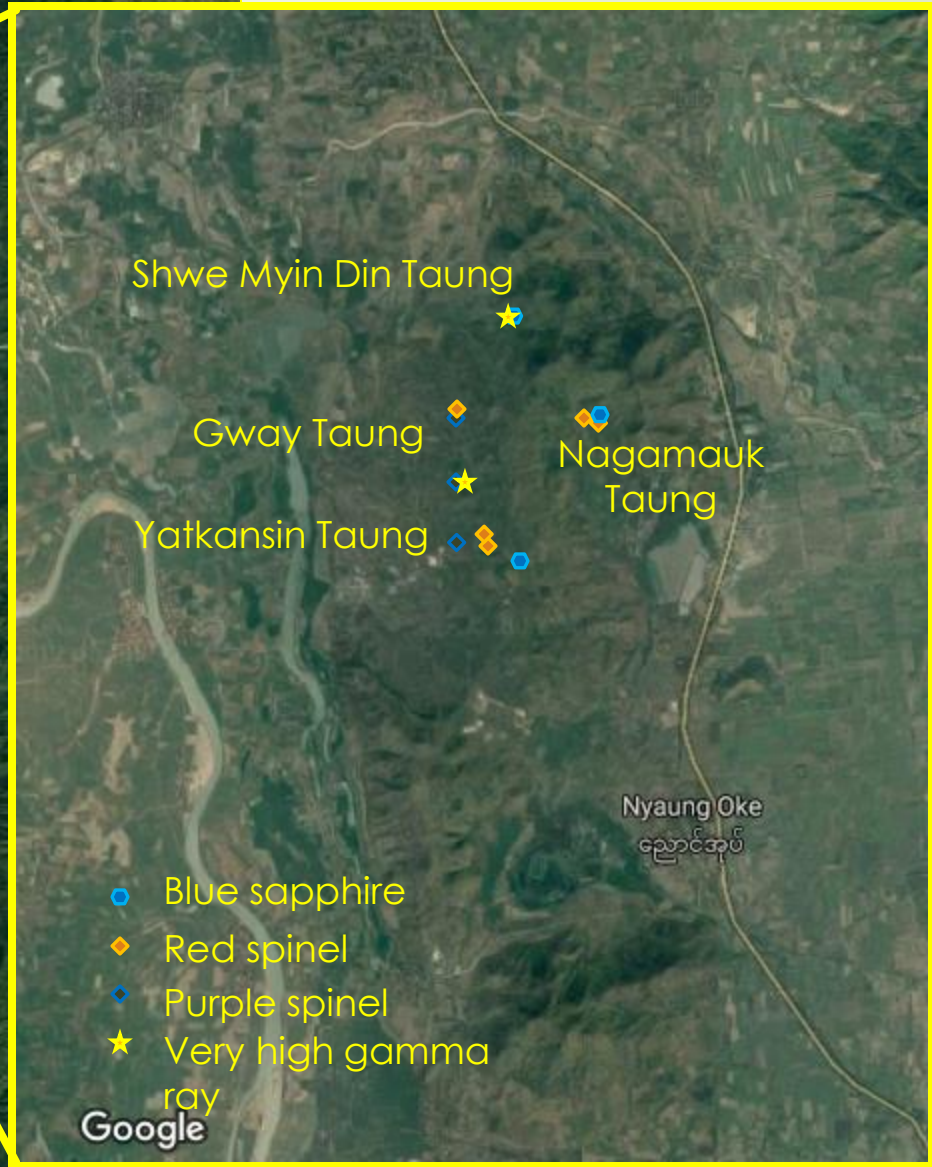 Shwe Myin Din Taung
Gway Taung
Nagamauk
Taung
Yatkansin Taung
Nyaung Oke
ညောင်အုပ်
Blue sapphire
Red spinel
Purple spinel
Very high gamma
ray
Google